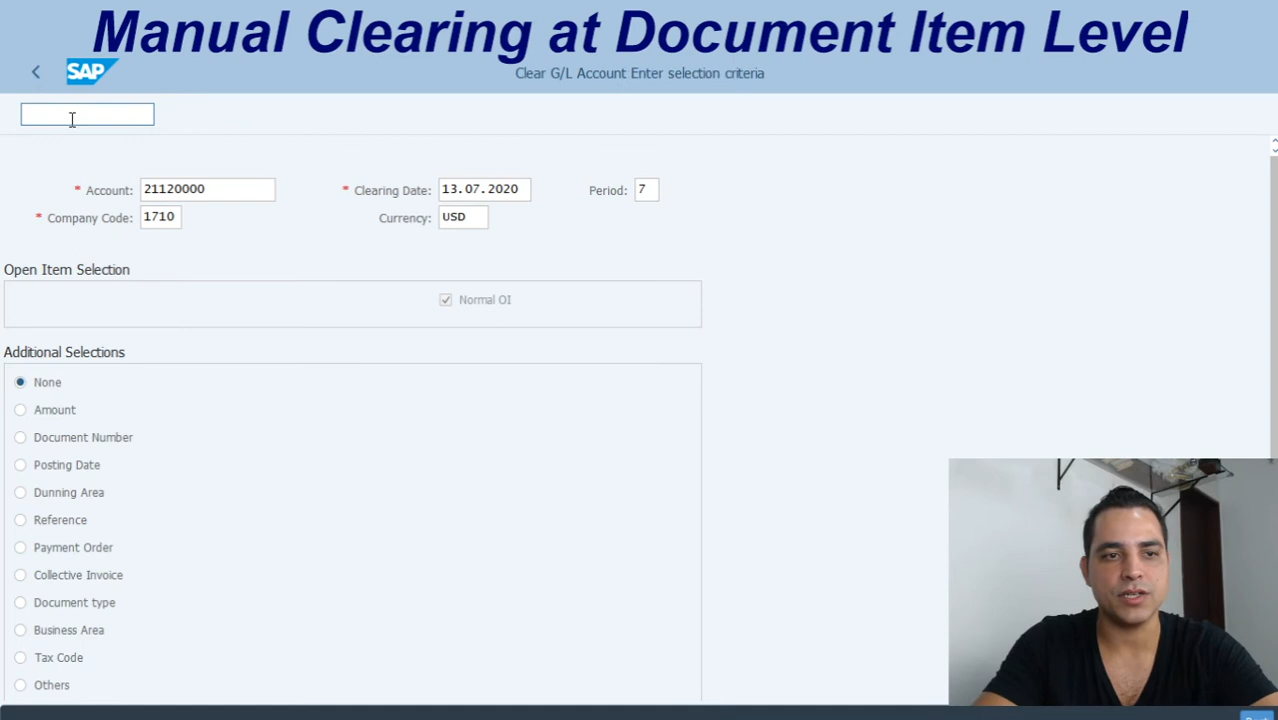 Manual Clearing at Document Item Level
SAP
Clear G/L Account Enter selection criteria
* Account: 21120000 * Clearing Date: 13.07.2020 Period: 7
* Company Code: 1710 Currency: USD
Open Item Selection
Normal OI
Additional Selections
None
Amount
Document Number
Posting Date
Dunning Area
Reference
Payment Order
Collective Invoice
Document type
Business Area
Tax Code
Others